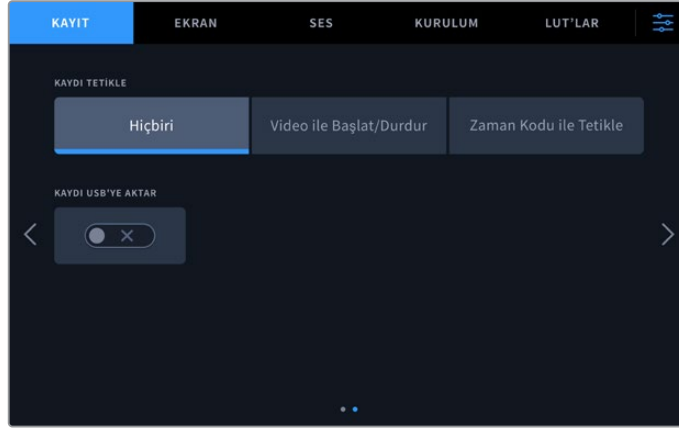 KAYIT EKRAN SES KURULUM LUT’LAR
KAYDI TETİKLE
Hiçbiri Video ile Başlat/Durdur Zaman Kodu ile Tetikle
KAYDI USB'YE AKTAR